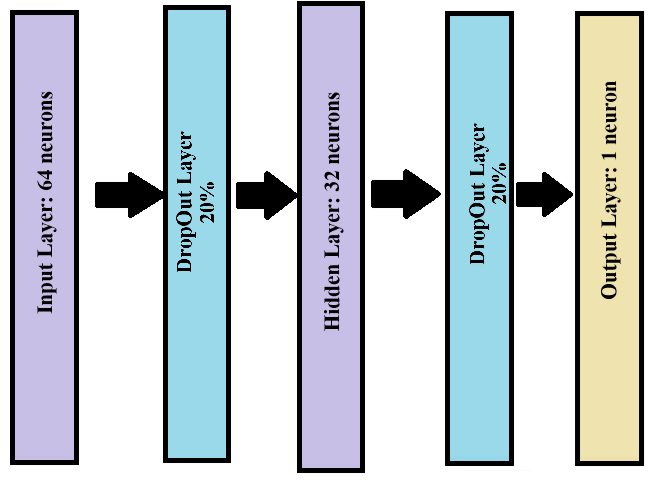 Input Layer: 64 neurons
DropOut Layer
20%
Hidden Layer: 32 neurons
DropOut Layer
20%
Output Layer: 1 neuron